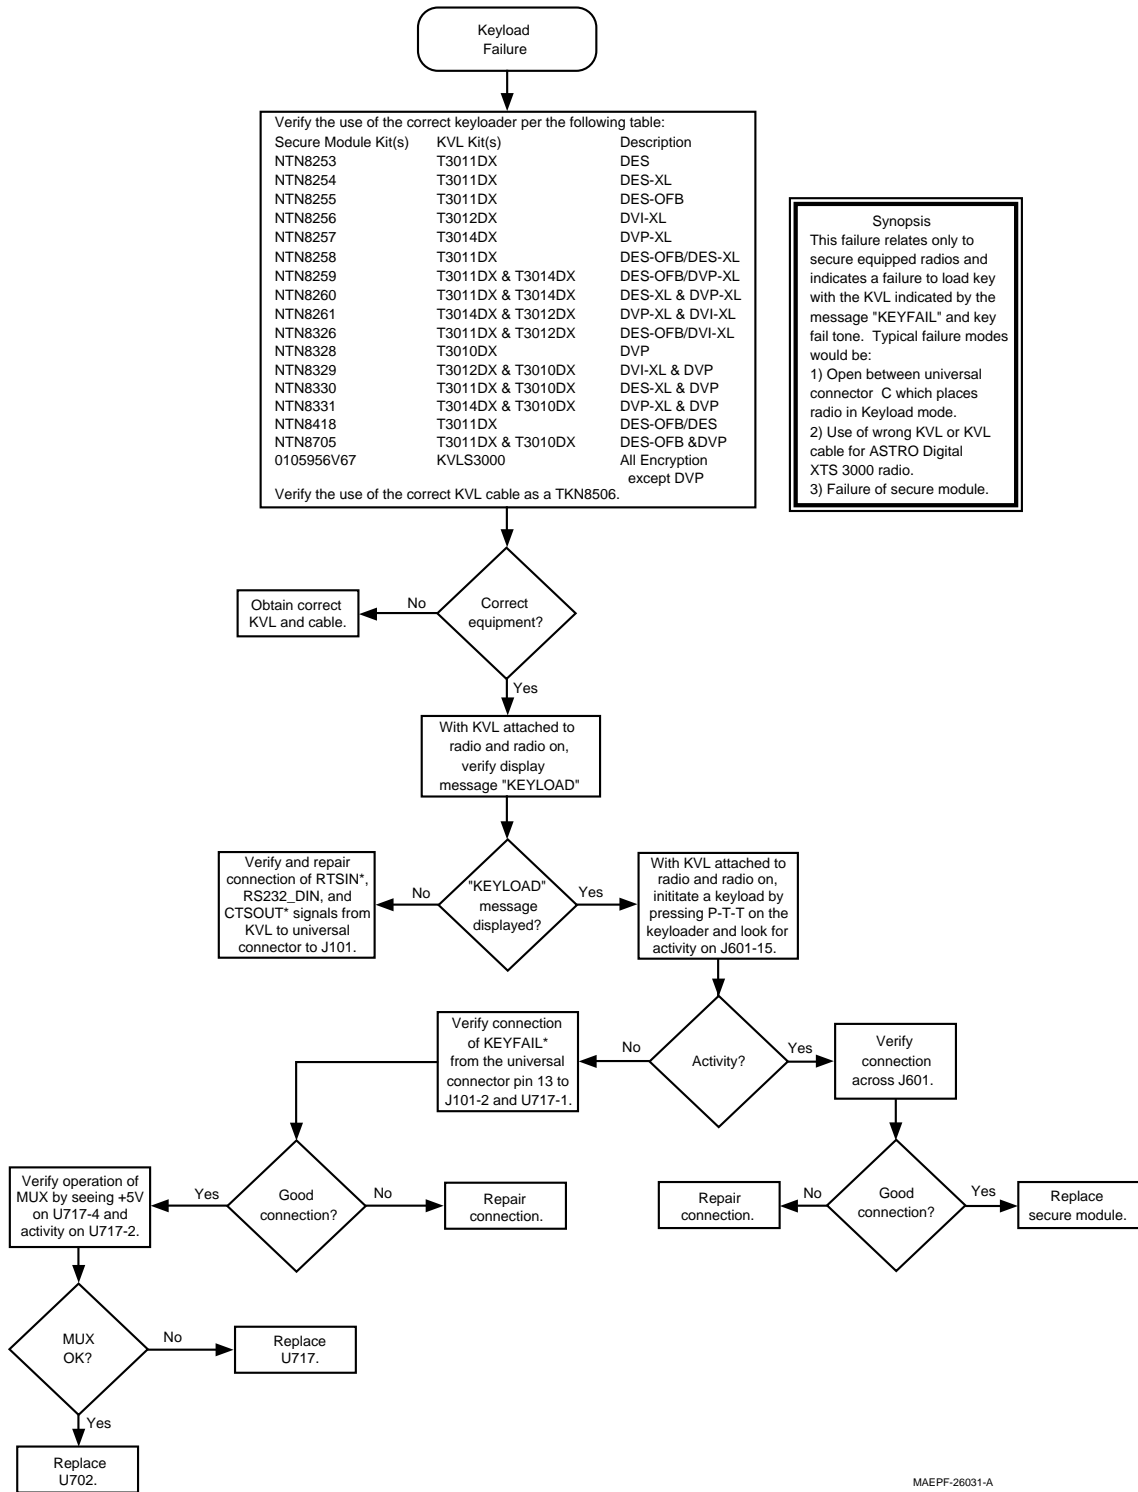 Keyload
Failure
Verify the use of the correct keyloader per the following table:
Secure Module Kit(s) KVL Kit(s) Description
NTN8253 T3011DX DES
NTN8254 T3011DX DES-XL
NTN8255 T3011DX DES-OFB
NTN8256 T3012DX DVI-XL
NTN8257 T3014DX DVP-XL
NTN8258 T3011DX DES-OFB/DES-XL
NTN8259 T3011DX & T3014DX DES-OFB/DVP-XL
NTN8260 T3011DX & T3014DX DES-XL & DVP-XL
NTN8261 T3014DX & T3012DX DVP-XL & DVI-XL
NTN8326 T3011DX & T3012DX DES-OFB/DVI-XL
NTN8328 T3010DX DVP
NTN8329 T3012DX & T3010DX DVI-XL & DVP
NTN8330 T3011DX & T3010DX DES-XL & DVP
NTN8331 T3014DX & T3010DX DVP-XL & DVP
NTN8418 T3011DX DES-OFB/DES
NTN8705 T3011DX & T3010DX DES-OFB &DVP
0105956V67 KVLS3000 All Encryption
except DVP
Verify the use of the correct KVL cable as a TKN8506.
Synopsis
This failure relates only to
secure equipped radios and
indicates a failure to load key
with the KVL indicated by the
message "KEYFAIL" and key
fail tone. Typical failure modes
would be:
1) Open between universal
connector C which places
radio in Keyload mode.
2) Use of wrong KVL or KVL
cable for ASTRO Digital
XTS 3000 radio.
3) Failure of secure module.
Correct
equipment?
No
Obtain correct
KVL and cable.
Yes
With KVL attached to
radio and radio on,
verify display
message "KEYLOAD"
"KEYLOAD"
message
displayed?
No
Verify and repair
connection of RTSIN*,
RS232_DIN, and
CTSOUT* signals from
KVL to universal
connector to J101.
Yes
With KVL attached to
radio and radio on,
inititate a keyload by
pressing P-T-T on the
keyloader and look for
activity on J601-15.
Activity?
No
Verify connection
of KEYFAIL*
from the universal
connector pin 13 to
J101-2 and U717-1.
Yes
Verify
connection
across J601.
Good
connection?
Yes
Verify operation of
MUX by seeing +5V
on U717-4 and
activity on U717-2.
No
Repair
connection.
Good
connection?
No
Repair
connection.
Yes
Replace
secure module.
MUX
OK?
No
Replace
U717.
Yes
Replace
U702.
MAEPF-26031-A